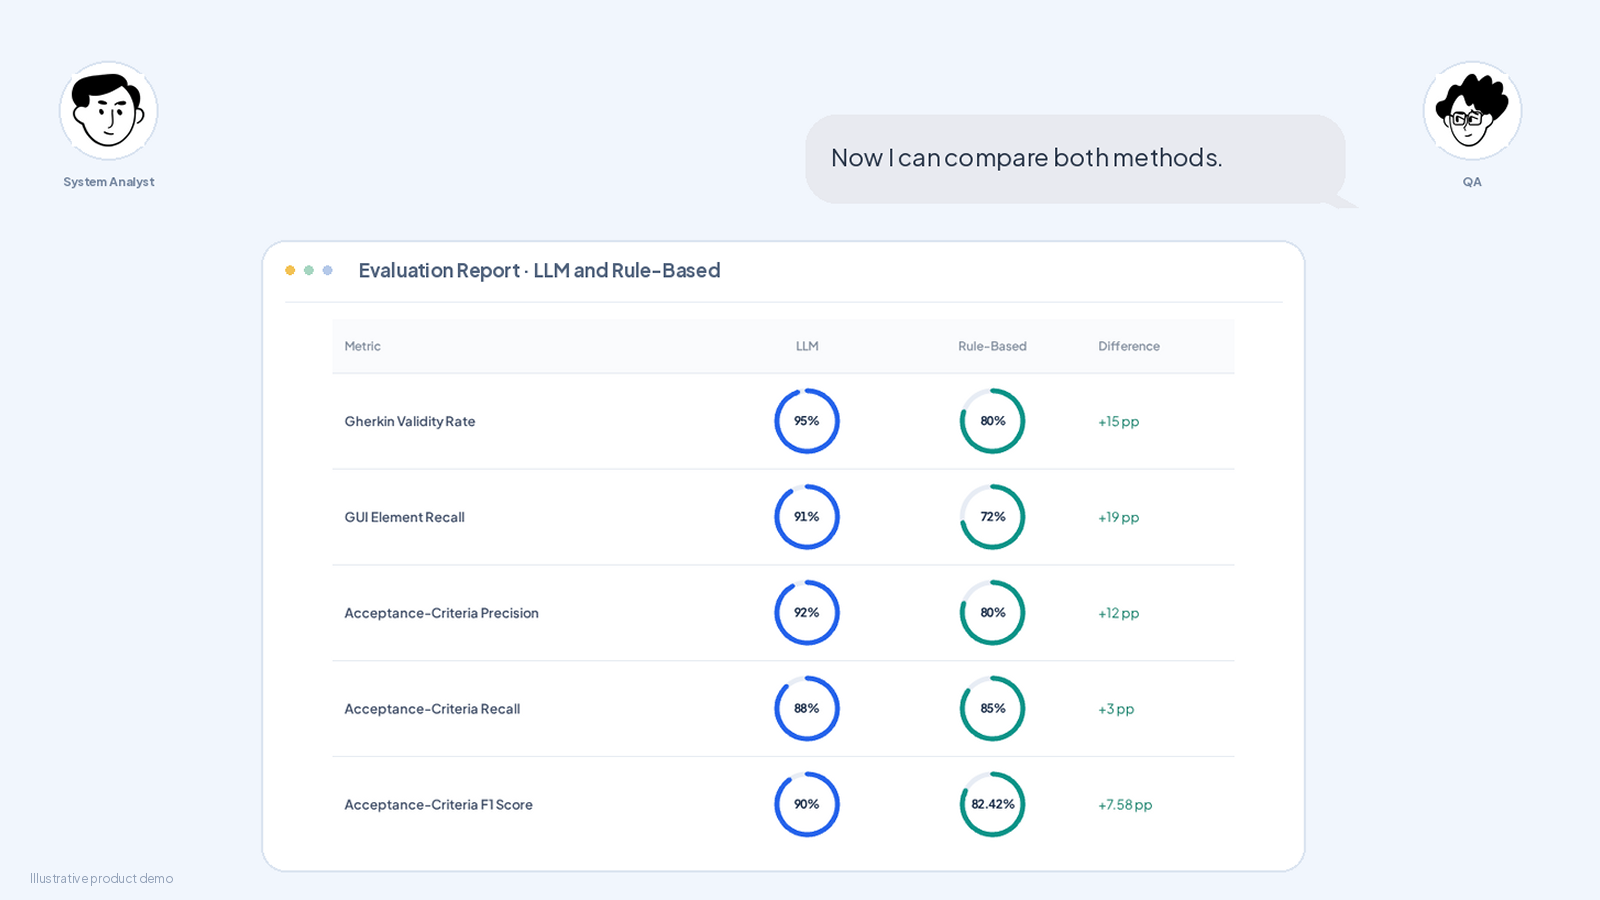 Now I can compare both methods.
System Analyst
QA
Evaluation Report · LLM and Rule-Based
Metric LLM Rule-Based Difference
Gherkin Validity Rate 95% 80% +15 pp
GUI Element Recall 91% 72% +19 pp
Acceptance-Criteria Precision 92% 80% +12 pp
Acceptance-Criteria Recall 88% 85% +3 pp
Acceptance-Criteria F1 Score 90% 82.42% +7.58 pp
Illustrative product demo